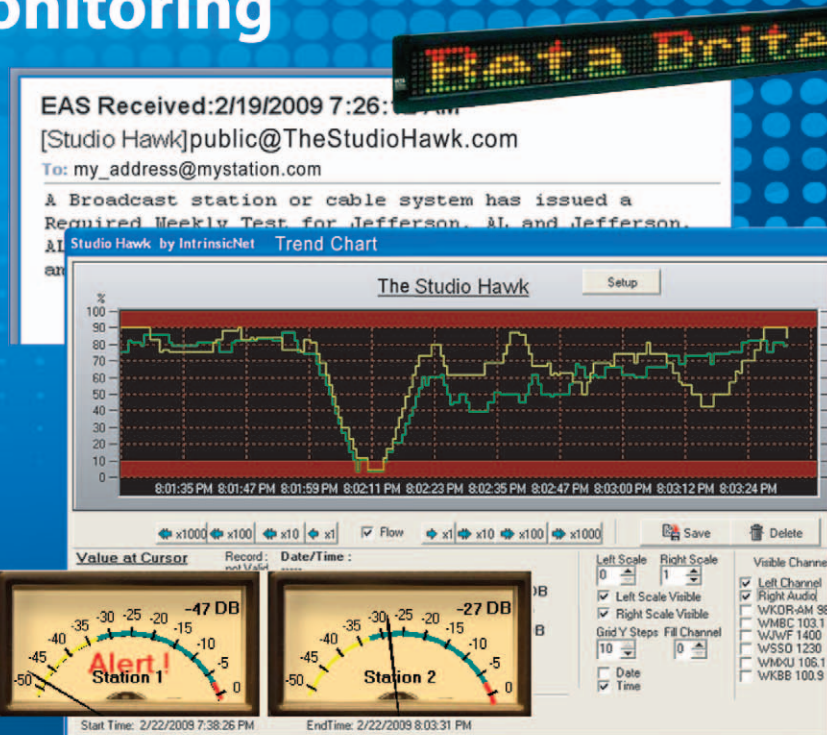 onitoring
Beta Brite
EAS Received:2/19/2009 7:26:
[Studio Hawk]public@TheStudioHawk.com
To: my_address@mystation.com
A Broadcast station or cable system has issued a
Required Weekly Test for Jefferson, AL and Jefferson,
AL
an
Studio Hawk by IntrinsicNet Trend Chart
The Studio Hawk
Setup
%
100
90
80
70
60
50
40
30
20
10
0
8:01:35 PM 8:01:47 PM 8:01:59 PM 8:02:11 PM 8:02:23 PM 8:02:35 PM 8:02:47 PM 8:03:00 PM 8:03:12 PM 8:03:24 PM
x1000 x100 x10 x1 Flow x1 x10 x100 x1000 Save Delete
Value at Cursor Record: Date/Time :
not Valid -----
DB
B
Left Scale Right Scale
0 1
Left Scale Visible
Right Scale Visible
Grid Y Steps Fill Channel
10 0
Date
Time
Visible Channe
Left Channel
Right Audio
WKOR-AM 98
WMBC 103.1
WJWF 1400
WSSO 1230
WMXU 106.1
WKBB 100.9
-47 DB
-50 -45 -40 -35 -30 -25 -20 -15 -10 -5 0
Alert !
Station 1
-27 DB
-50 -45 -40 -35 -30 -25 -20 -15 -10 -5 0
Station 2
Start Time: 2/22/2009 7:38:26 PM EndTime: 2/22/2009 8:03:31 PM